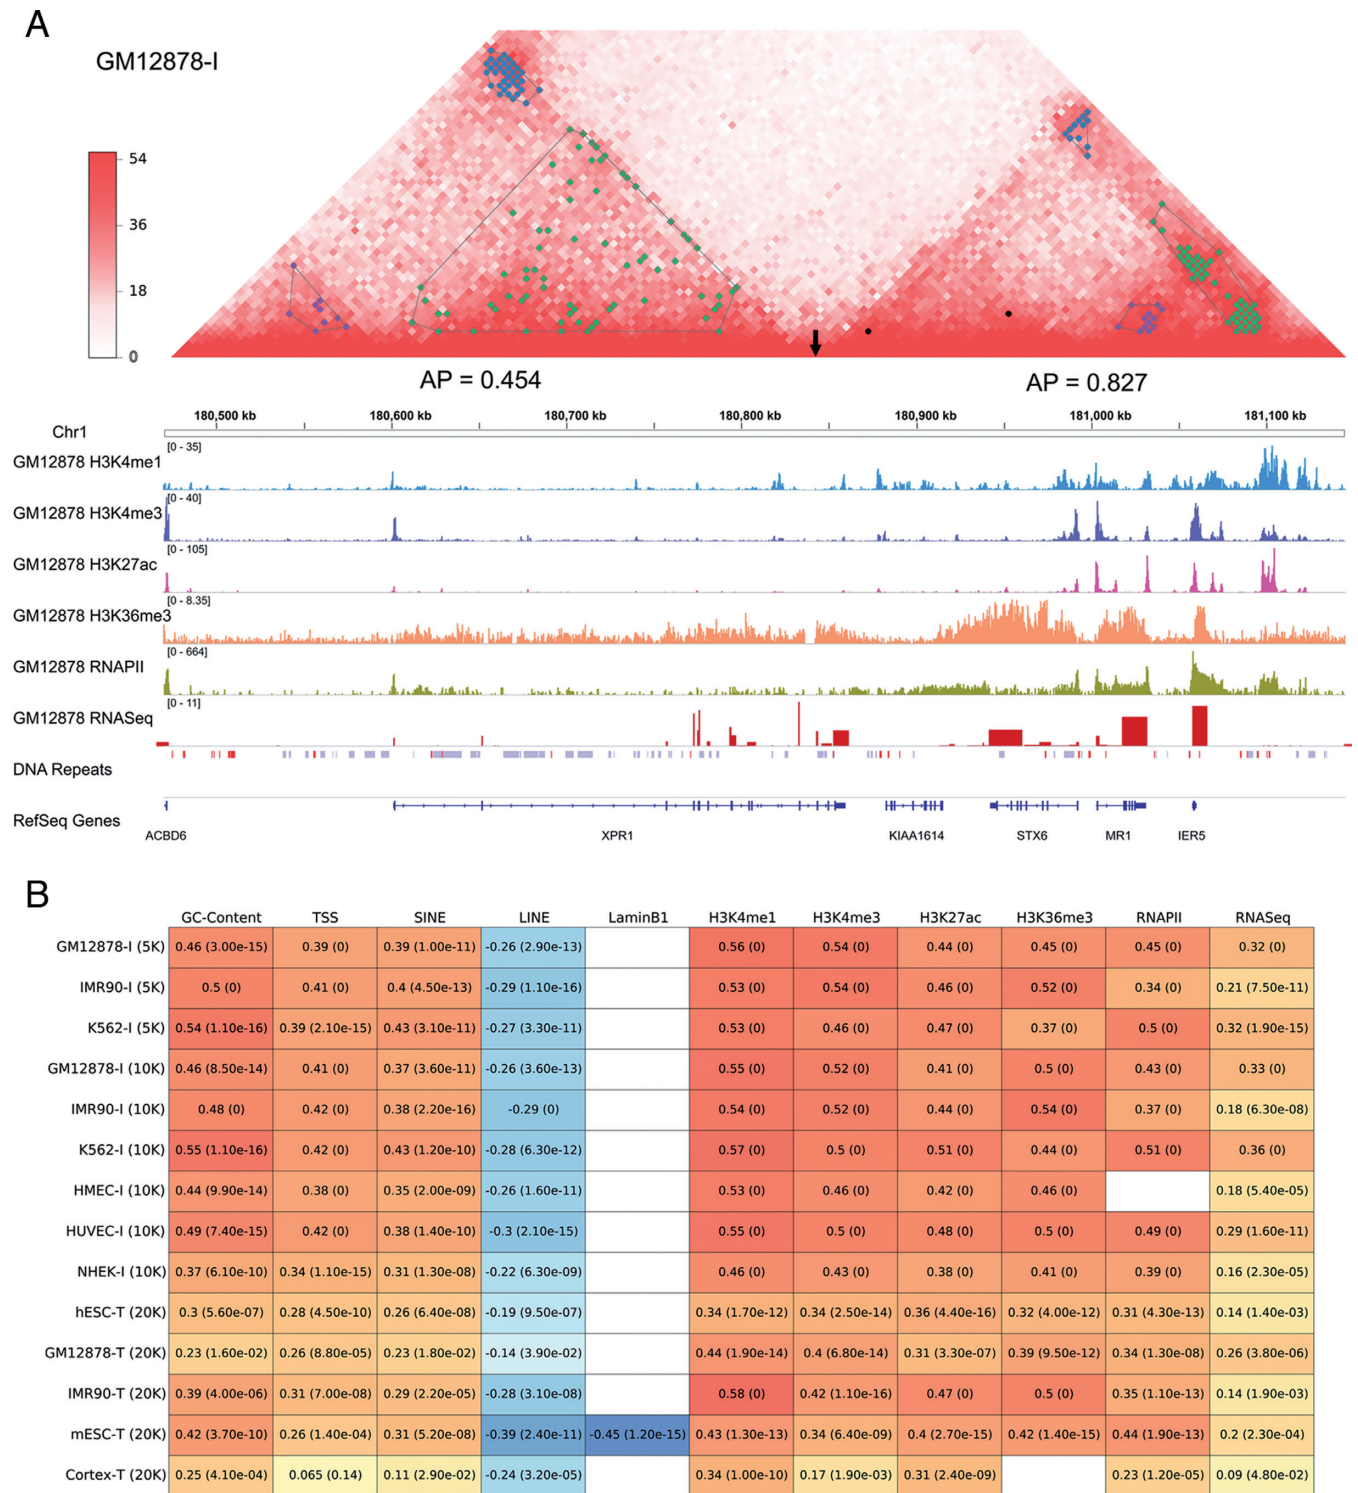 A
GM12878-I
54
36
18
0
AP = 0.454
AP = 0.827
180,500 kb 180,600 kb 180,700 kb 180,800 kb 180,900 kb 181,000 kb 181,100 kb
Chr1
[0 - 35]
GM12878 H3K4me1
[0 - 40]
GM12878 H3K4me3
[0 - 105]
GM12878 H3K27ac
[0 - 8.35]
GM12878 H3K36me3
[0 - 664]
GM12878 RNAPII
[0 - 11]
GM12878 RNASeq
DNA Repeats
RefSeq Genes
ACBD6 XPR1 KIAA1614 STX6 MR1 IER5
B
GC-Content TSS SINE LINE LaminB1 H3K4me1 H3K4me3 H3K27ac H3K36me3 RNAPII RNASeq
GM12878-I (5K) 0.46 (3.00e-15) 0.39 (0) 0.39 (1.00e-11) -0.26 (2.90e-13) 0.56 (0) 0.54 (0) 0.44 (0) 0.45 (0) 0.45 (0) 0.32 (0)
IMR90-I (5K) 0.5 (0) 0.41 (0) 0.4 (4.50e-13) -0.29 (1.10e-16) 0.53 (0) 0.54 (0) 0.46 (0) 0.52 (0) 0.34 (0) 0.21 (7.50e-11)
K562-I (5K) 0.54 (1.10e-16) 0.39 (2.10e-15) 0.43 (3.10e-11) -0.27 (3.30e-11) 0.53 (0) 0.46 (0) 0.47 (0) 0.37 (0) 0.5 (0) 0.32 (1.90e-15)
GM12878-I (10K) 0.46 (8.50e-14) 0.41 (0) 0.37 (3.60e-11) -0.26 (3.60e-13) 0.55 (0) 0.52 (0) 0.41 (0) 0.5 (0) 0.43 (0) 0.33 (0)
IMR90-I (10K) 0.48 (0) 0.42 (0) 0.38 (2.20e-16) -0.29 (0) 0.54 (0) 0.52 (0) 0.44 (0) 0.54 (0) 0.37 (0) 0.18 (6.30e-08)
K562-I (10K) 0.55 (1.10e-16) 0.42 (0) 0.43 (1.20e-10) -0.28 (6.30e-12) 0.57 (0) 0.5 (0) 0.51 (0) 0.44 (0) 0.51 (0) 0.36 (0)
HMEC-I (10K) 0.44 (9.90e-14) 0.38 (0) 0.35 (2.00e-09) -0.26 (1.60e-11) 0.53 (0) 0.46 (0) 0.42 (0) 0.46 (0) 0.18 (5.40e-05)
HUVEC-I (10K) 0.49 (7.40e-15) 0.42 (0) 0.38 (1.40e-10) -0.3 (2.10e-15) 0.55 (0) 0.5 (0) 0.48 (0) 0.5 (0) 0.49 (0) 0.29 (1.60e-11)
NHEK-I (10K) 0.37 (6.10e-10) 0.34 (1.10e-15) 0.31 (1.30e-08) -0.22 (6.30e-09) 0.46 (0) 0.43 (0) 0.38 (0) 0.41 (0) 0.39 (0) 0.16 (2.30e-05)
hESC-T (20K) 0.3 (5.60e-07) 0.28 (4.50e-10) 0.26 (6.40e-08) -0.19 (9.50e-07) 0.34 (1.70e-12) 0.34 (2.50e-14) 0.36 (4.40e-16) 0.32 (4.00e-12) 0.31 (4.30e-13) 0.14 (1.40e-03)
GM12878-T (20K) 0.23 (1.60e-02) 0.26 (8.80e-05) 0.23 (1.80e-02) -0.14 (3.90e-02) 0.44 (1.90e-14) 0.4 (6.80e-14) 0.31 (3.30e-07) 0.39 (9.50e-12) 0.34 (1.30e-08) 0.26 (3.80e-06)
IMR90-T (20K) 0.39 (4.00e-06) 0.31 (7.00e-08) 0.29 (2.20e-05) -0.28 (3.10e-08) 0.58 (0) 0.42 (1.10e-16) 0.47 (0) 0.5 (0) 0.35 (1.10e-13) 0.14 (1.90e-03)
mESC-T (20K) 0.42 (3.70e-10) 0.26 (1.40e-04) 0.31 (5.20e-08) -0.39 (2.40e-11) -0.45 (1.20e-15) 0.43 (1.30e-13) 0.34 (6.40e-09) 0.4 (2.70e-15) 0.42 (1.40e-15) 0.44 (1.90e-13) 0.2 (2.30e-04)
Cortex-T (20K) 0.25 (4.10e-04) 0.065 (0.14) 0.11 (2.90e-02) -0.24 (3.20e-05) 0.34 (1.00e-10) 0.17 (1.90e-03) 0.31 (2.40e-09) 0.23 (1.20e-05) 0.09 (4.80e-02)